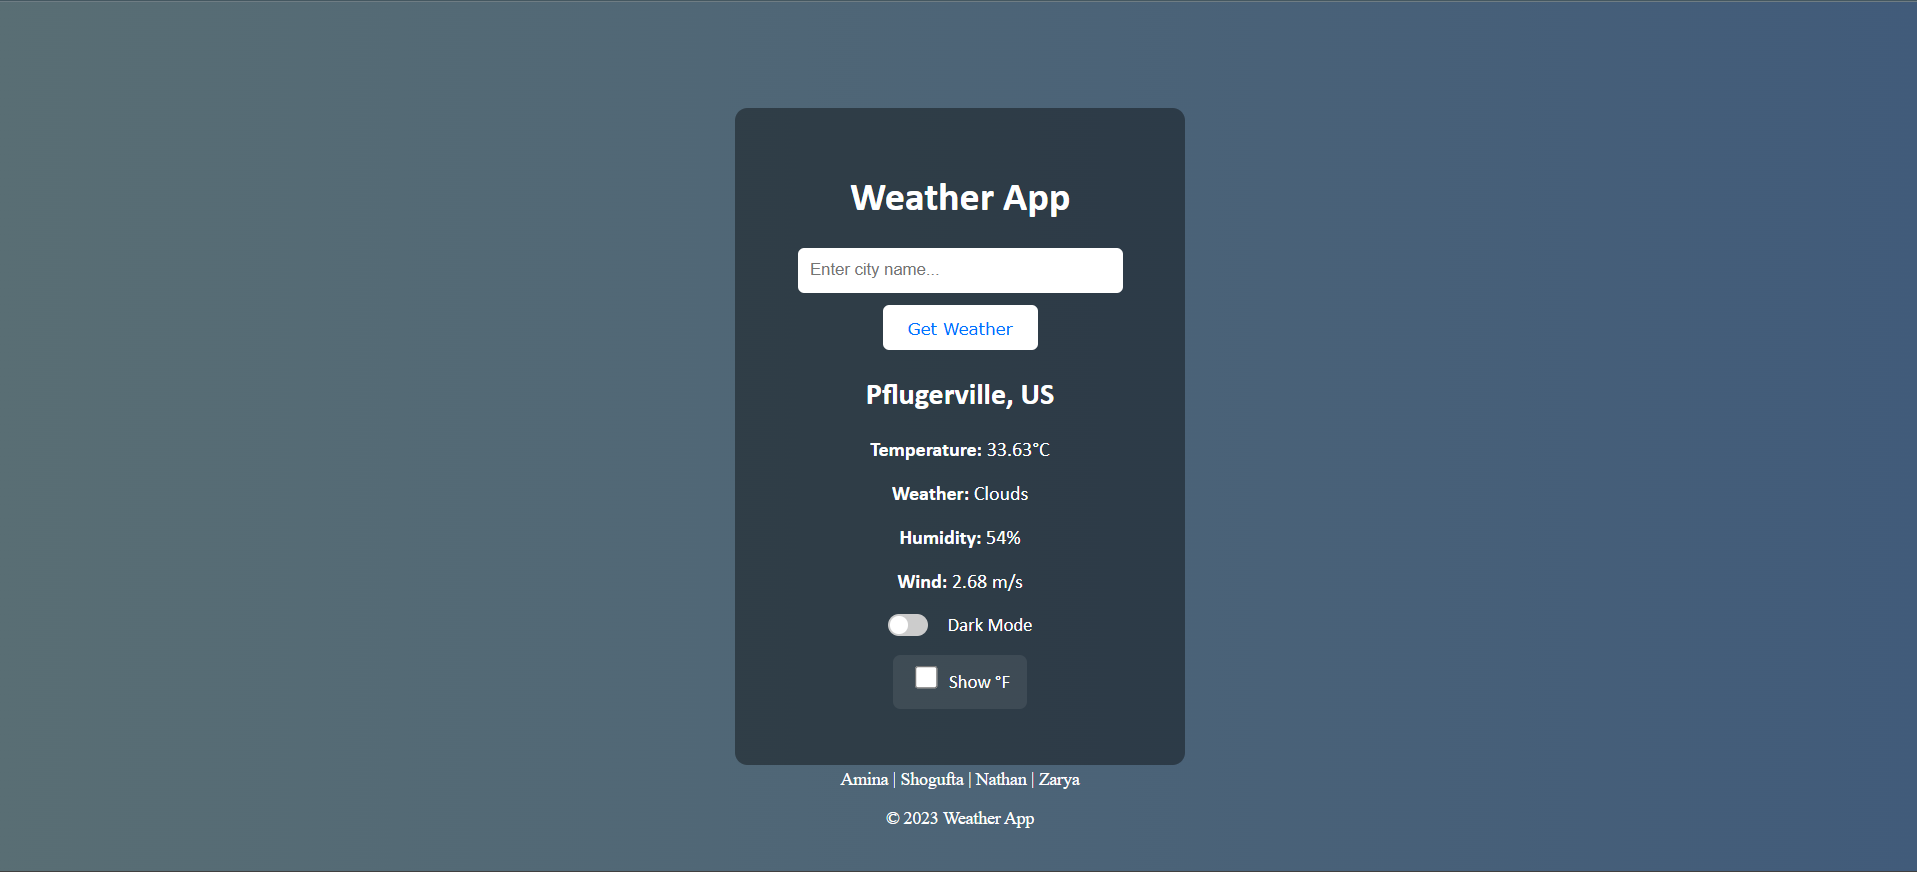 Weather App
Enter city name...
Get Weather
Pflugerville, US
Temperature: 33.63°C
Weather: Clouds
Humidity: 54%
Wind: 2.68 m/s
Dark Mode
Show °F
Amina | Shogufta | Nathan | Zarya
© 2023 Weather App